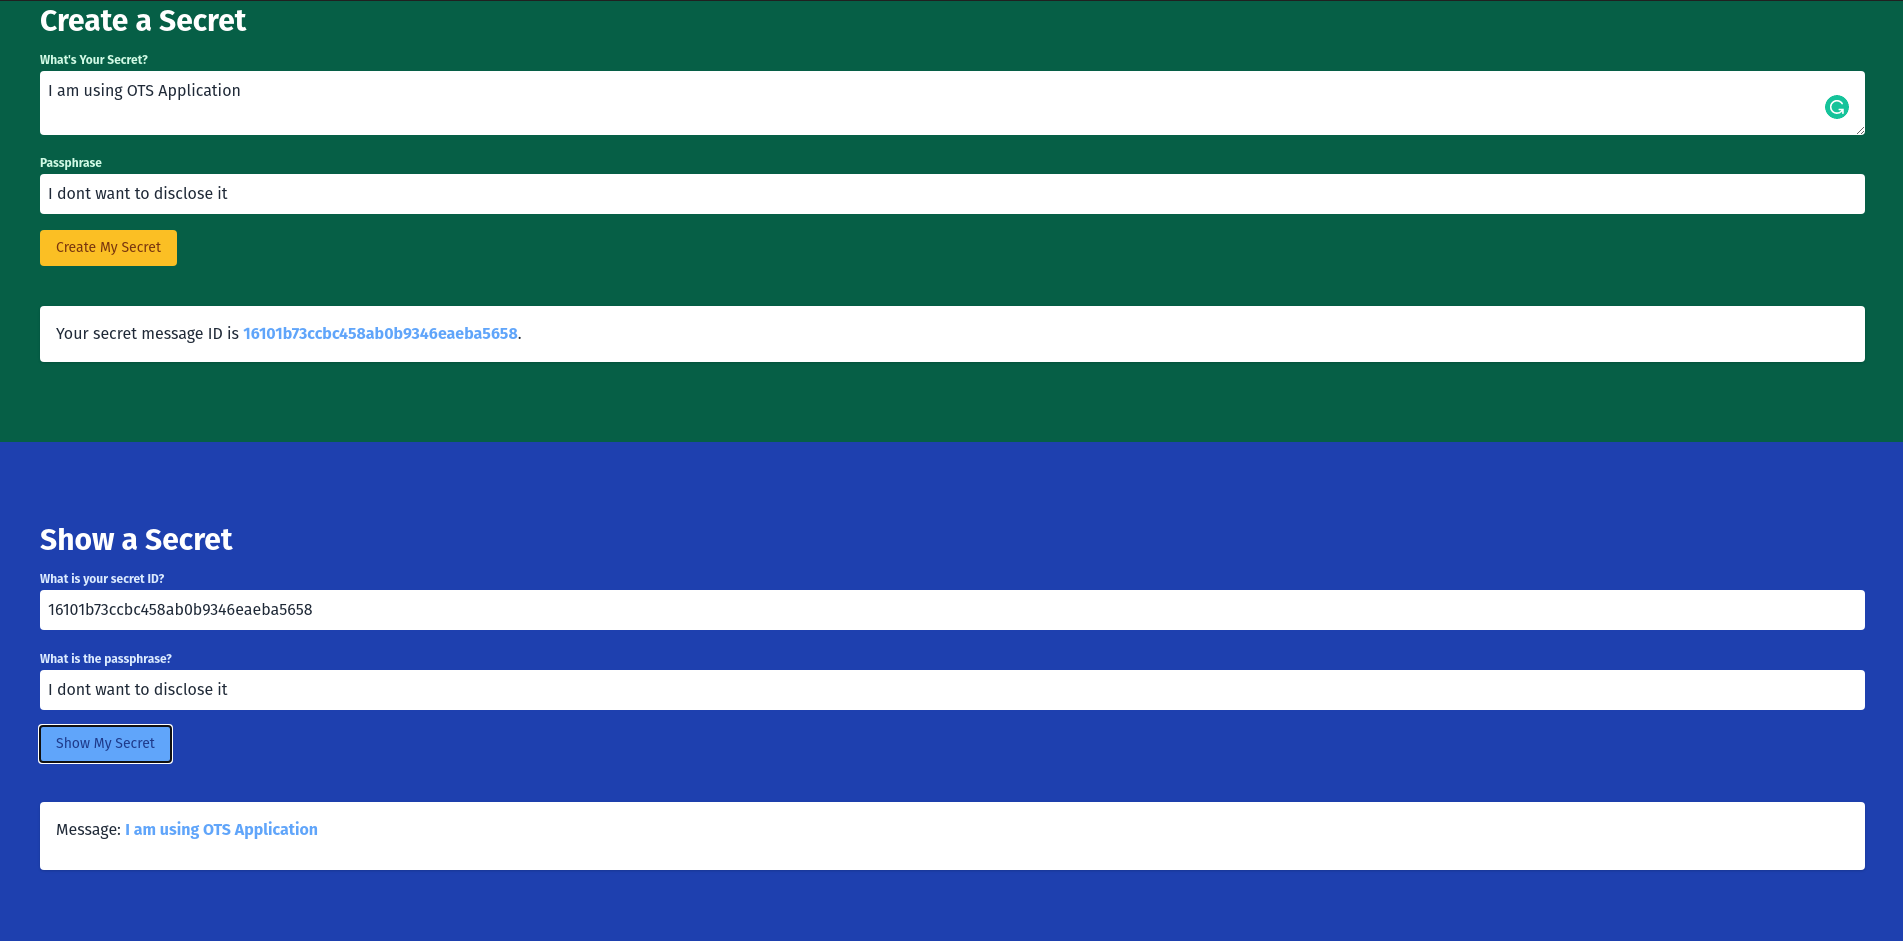 Create a Secret
What's Your Secret?
I am using OTS Application
Passphrase
I dont want to disclose it
Create My Secret
Your secret message ID is 16101b73ccbc458ab0b9346eaeba5658.
Show a Secret
What is your secret ID?
16101b73ccbc458ab0b9346eaeba5658
What is the passphrase?
I dont want to disclose it
Show My Secret
Message: I am using OTS Application